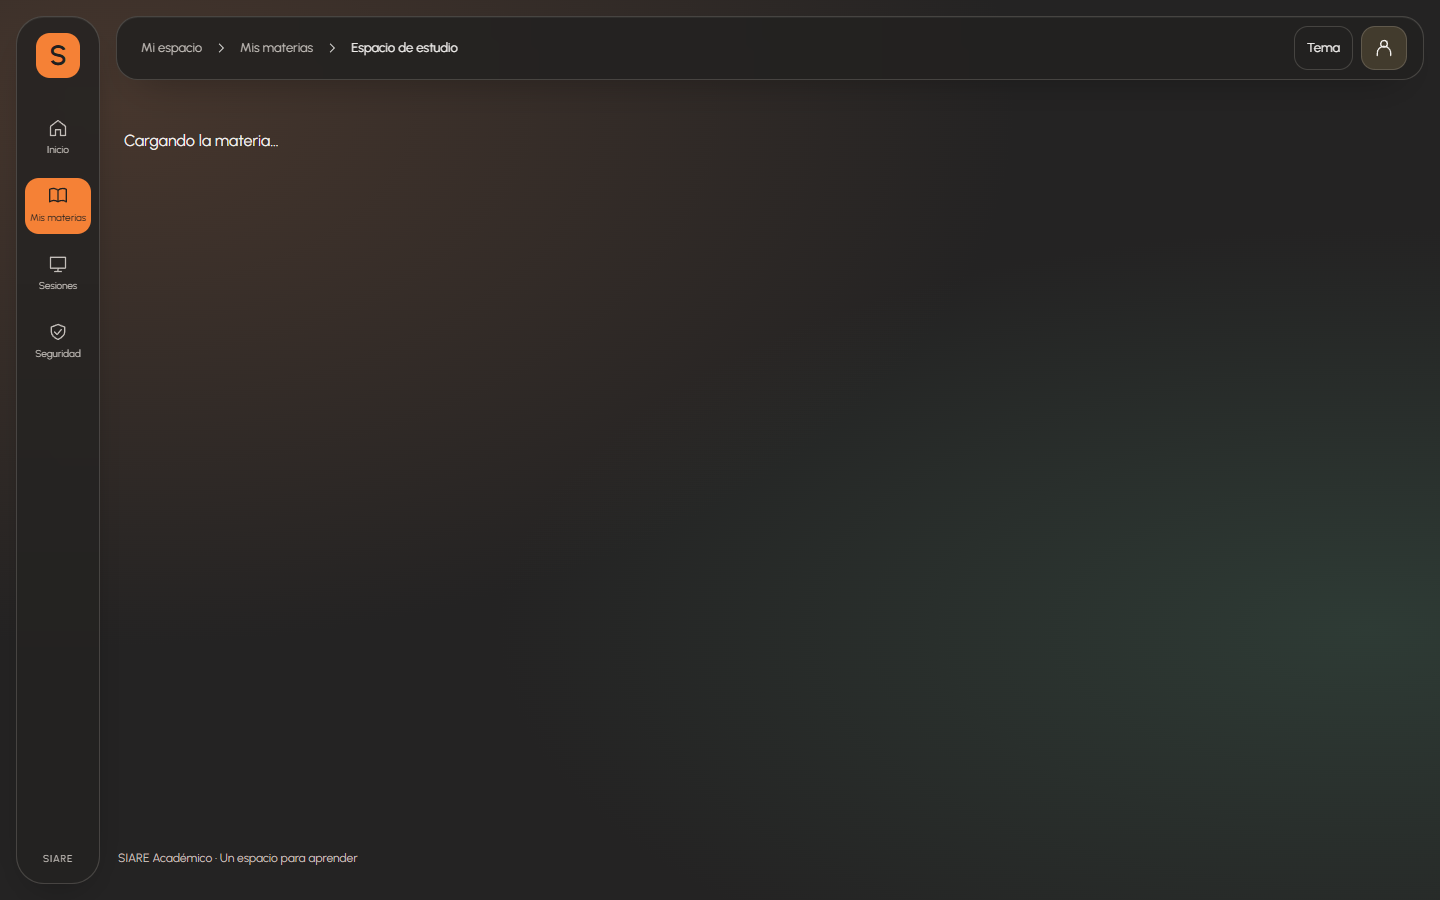 S
Mi espacio > Mis materias > Espacio de estudio
Tema
Inicio
Mis materias
Sesiones
Seguridad
Cargando la materia...
SIARE
SIARE Académico · Un espacio para aprender